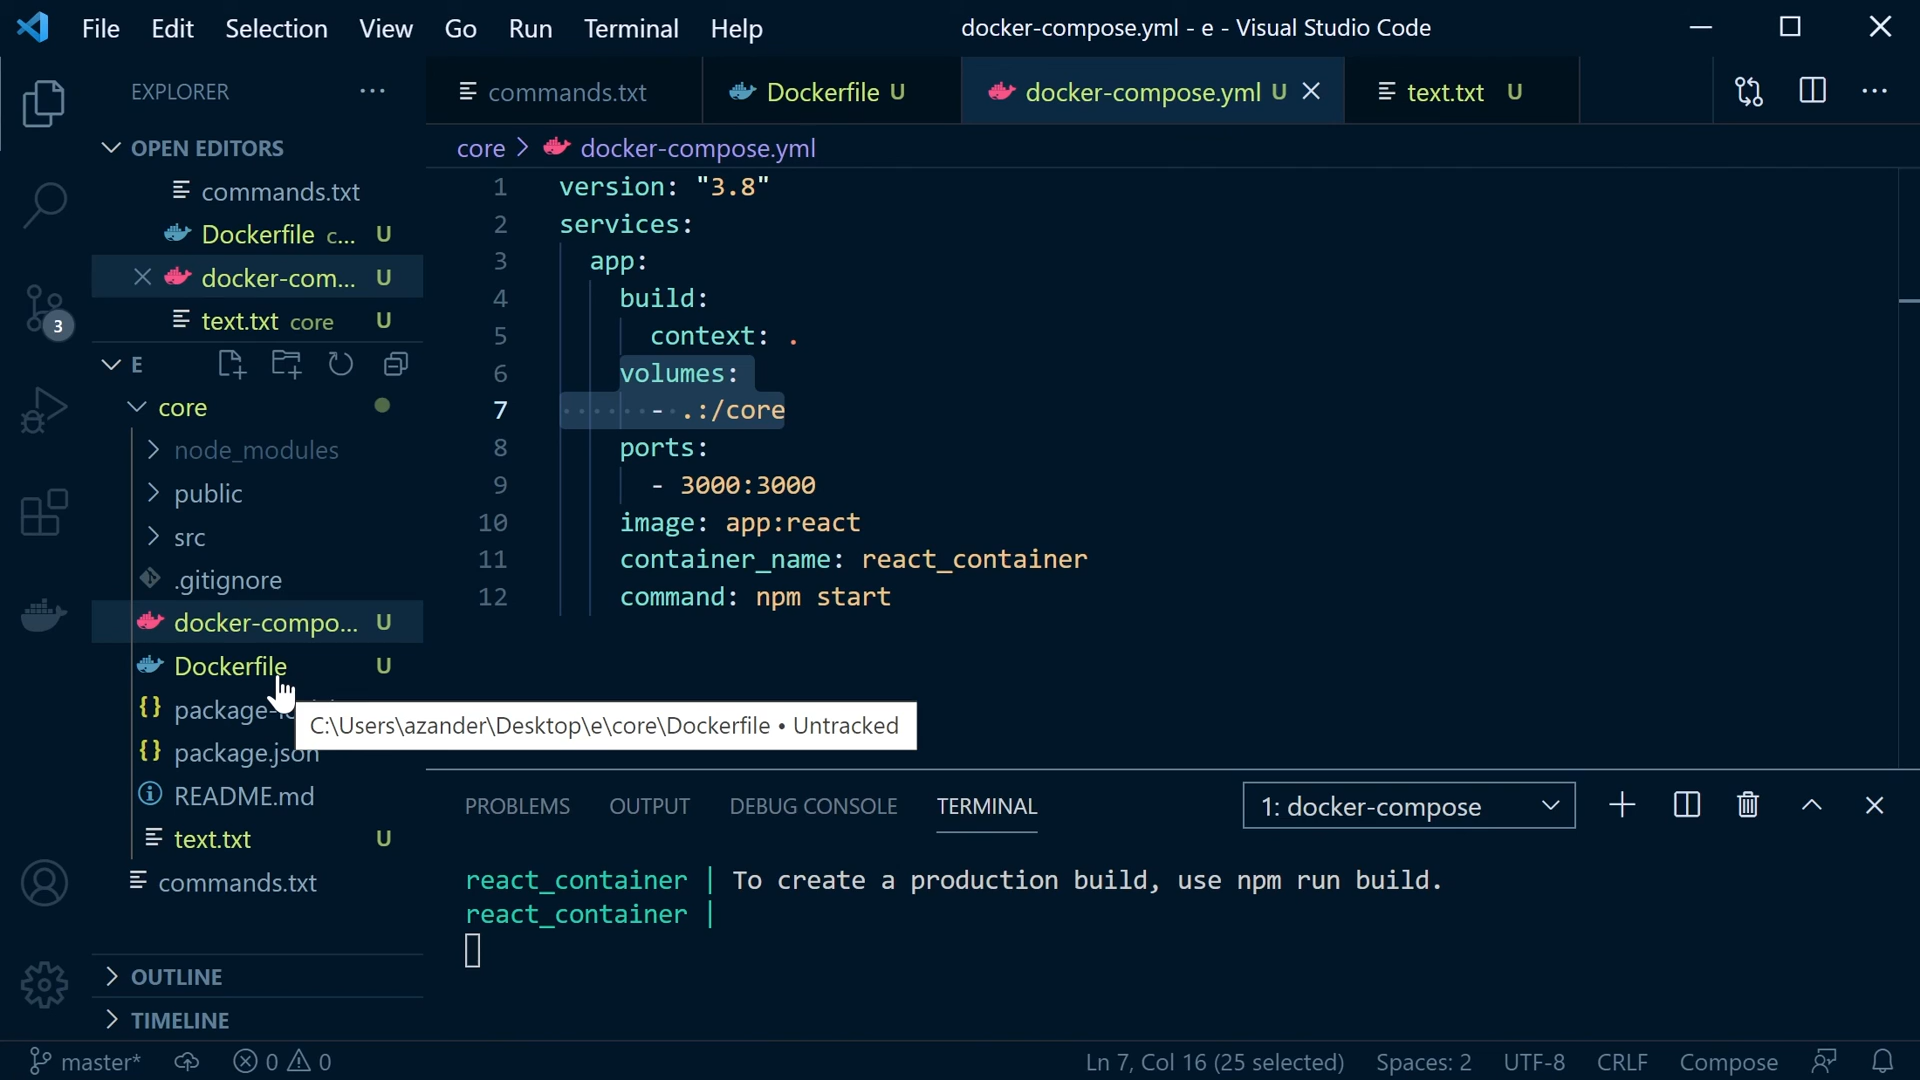 File Edit Selection View Go Run Terminal Help
docker-compose.yml - e - Visual Studio Code
EXPLORER
OPEN EDITORS
commands.txt
Dockerfile c... U
docker-com... U
text.txt core U
3
E
core
node_modules
public
src
.gitignore
docker-compo... U
Dockerfile U
package-
package.json
README.md
text.txt U
commands.txt
OUTLINE
TIMELINE
commands.txt
Dockerfile U
docker-compose.yml U
text.txt U
core > docker-compose.yml
1 version: "3.8"
2 services:
3 app:
4 build:
5 context: .
6 volumes:
7 - .:/core
8 ports:
9 - 3000:3000
10 image: app:react
11 container_name: react_container
12 command: npm start
C:\Users\azander\Desktop\e\core\Dockerfile • Untracked
PROBLEMS OUTPUT DEBUG CONSOLE TERMINAL
1: docker-compose
react_container | To create a production build, use npm run build.
react_container |
master* 0 0
Ln 7, Col 16 (25 selected) Spaces: 2 UTF-8 CRLF Compose